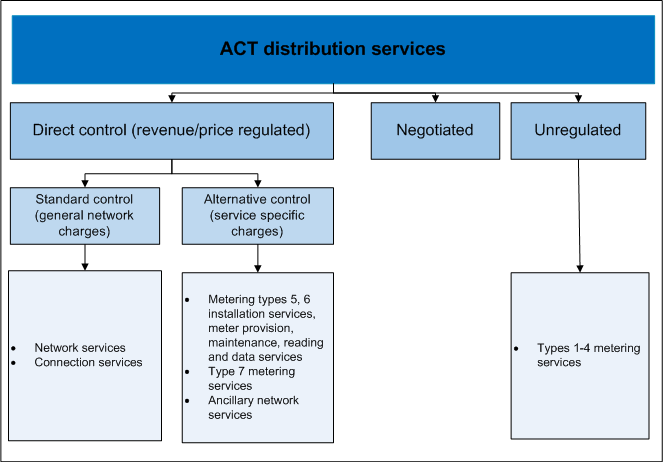 ACT distribution services
Direct control (revenue/price regulated)
Negotiated
Unregulated
Standard control
(general network
charges)
Alternative control
(service specific
charges)
• Network services
• Connection services
• Metering types 5, 6
installation services,
meter provision,
maintenance, reading
and data services
• Type 7 metering
services
• Ancillary network
services
• Types 1-4 metering
services